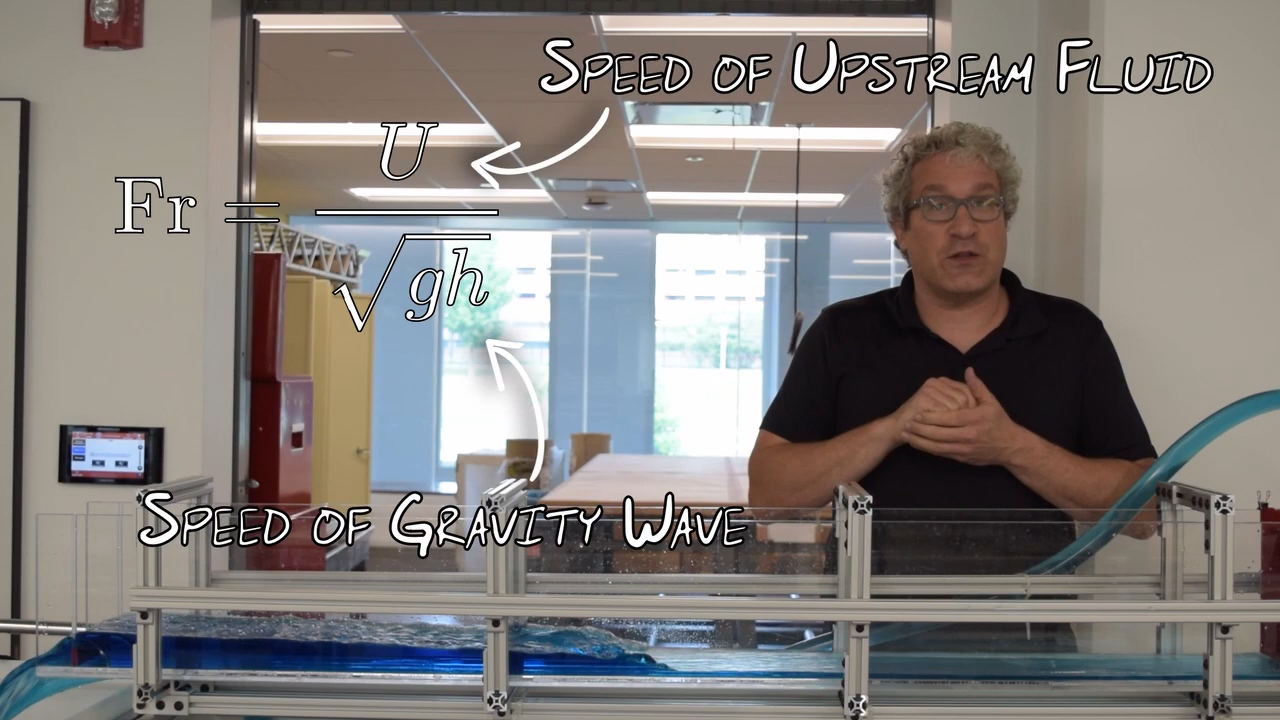 Speed of Upstream Fluid
Fr = U / √gh
Speed of Gravity Wave